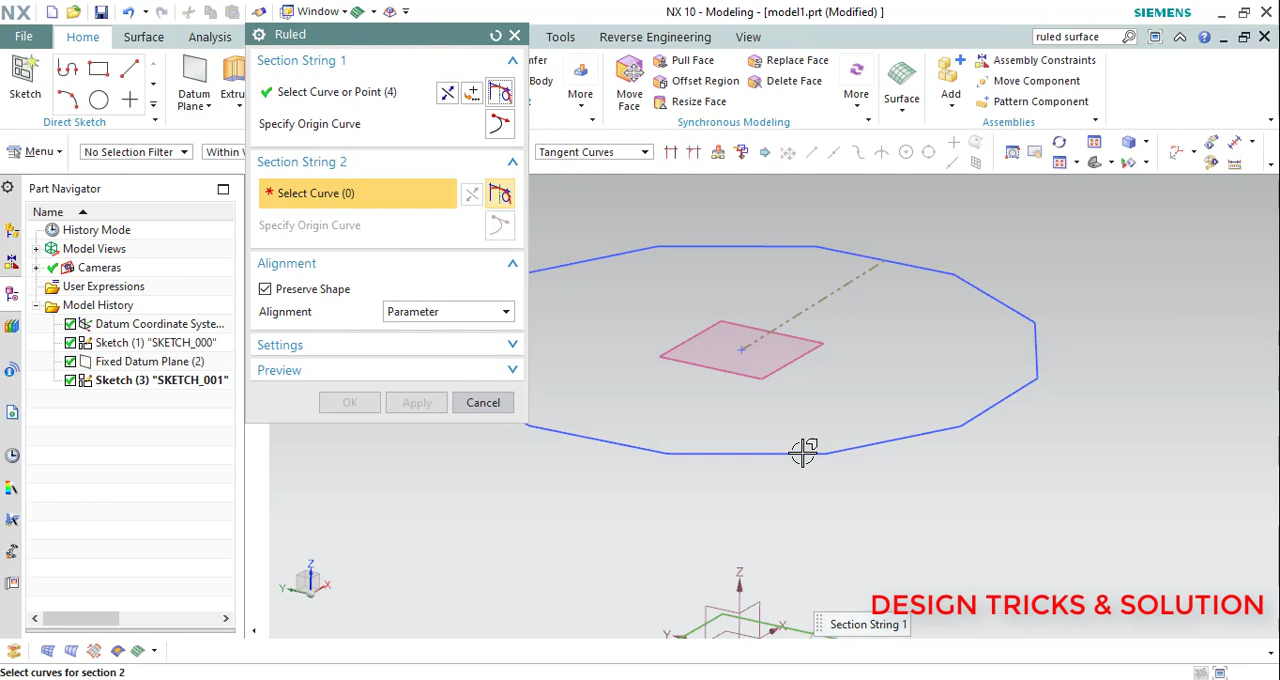 NX
Window
NX 10 - Modeling - [model1.prt (Modified) ]
SIEMENS
File
Home
Surface
Analysis
Ruled
Tools
Reverse Engineering
View
ruled surface
Sketch
Direct Sketch
Datum
Plane
Extru
Section String 1
Select Curve or Point (4)
Specify Origin Curve
Section String 2
* Select Curve (0)
Specify Origin Curve
Alignment
Preserve Shape
Alignment
Parameter
Settings
Preview
OK
Apply
Cancel
nfer
Body
More
Move
Face
Pull Face
Offset Region
Resize Face
Replace Face
Delete Face
More
Synchronous Modeling
Surface
Add
Assembly Constraints
Move Component
Pattern Component
Assemblies
Menu
No Selection Filter
Within
Tangent Curves
Part Navigator
Name
History Mode
Model Views
Cameras
User Expressions
Model History
Datum Coordinate Syste...
Sketch (1) "SKETCH_000"
Fixed Datum Plane (2)
Sketch (3) "SKETCH_001"
Z
Y
X
Z
Y
X
Section String 1
DESIGN TRICKS & SOLUTION
Select curves for section 2